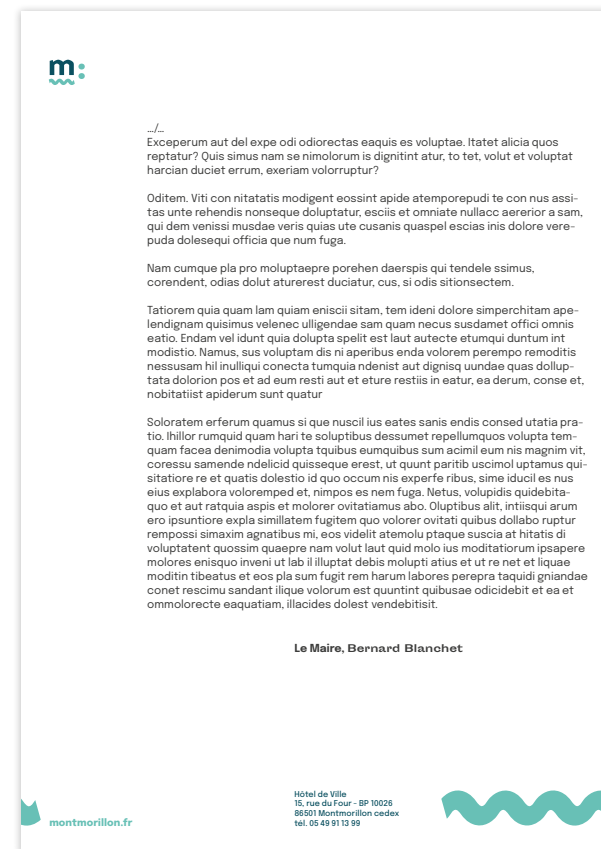 m:
…/…
Exceperum aut del expe odi odiorectas eaquis es voluptae. Itatet alicia quos
reptatur? Quis simus nam se nimolorum is dignitint atur, to tet, volut et voluptat
harcian duciet errum, exeriam volorruptur?
Oditem. Viti con nitatatis modigent eossint apide atemporepudi te con nus assi-
tas unte rehendis nonseque doluptatur, esciis et omniate nullacc aererior a sam,
qui dem venissi musdae veris quias ute cusanis quaspel escias inis dolore vere-
puda dolesequi officia que num fuga.
Nam cumque pla pro moluptaepre porehen daerspis qui tendele ssimus,
corendent, odias dolut aturerest duciatur, cus, si odis sitionsectem.
Tatiorem quia quam lam quiam eniscii sitam, tem ideni dolore simperchitam ape-
lendignam quisimus velenec ulligendae sam quam necus susdamet offici omnis
eatio. Endam vel idunt quia dolupta spelit est laut autecte etumqui duntum int
modistio. Namus, sus voluptam dis ni aperibus enda volorem perempo remoditis
nessusam hil inulliqui conecta tumquia ndenist aut dignisq uundae quas dollup-
tata dolorion pos et ad eum resti aut et eture restiis in eatur, ea derum, conse et,
nobitatiist apiderum sunt quatur
Soloratem erferum quamus si que nuscil ius eates sanis endis consed utatia pra-
tio. Ihillor rumquid quam hari te soluptibus dessumet repellumquos volupta tem-
quam facea denimodia volupta tquibus eumquibus sum acimil eum nis magnim vit,
coressu samende ndelicid quisseque erest, ut quunt paritib uscimol uptamus qui-
sitatiore re et quatis dolestio id quo occum nis experfe ribus, sime iducil es nus
eius explabora voloremped et, nimpos es nem fuga. Netus, volupidis quidebita-
quo et aut ratquia aspis et molorer ovitatiamus abo. Oluptibus alit, intiisqui arum
ero ipsuntiore expla simillatem fugitem quo volorer ovitati quibus dollabo ruptur
rempossi simaxim agnatibus mi, eos videlit atemolu ptaque suscia at hitatis di
voluptatent quossim quaepre nam volut laut quid molo ius moditatiorum ipsapere
molores enisquo inveni ut lab il illuptat debis molupti atius et ut re net et liquae
moditin tibeatus et eos pla sum fugit rem harum labores perepra taquidi gniandae
conet rescimu sandant ilique volorum est quuntint quibusae odicidebit et ea et
ommolorecte eaquatiam, illacides dolest vendebitisit.
Le Maire, Bernard Blanchet
montmorillon.fr
Hôtel de Ville
15, rue du Four - BP 10026
86501 Montmorillon cedex
tél. 05 49 91 13 99